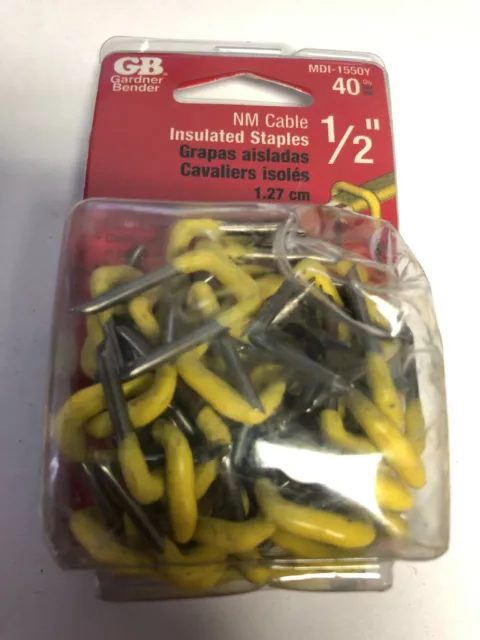 GB
Gardner
Bender
MDI-1550Y
40
NM Cable
Insulated Staples
Grapas aisladas
Cavaliers isolés
1.27 cm
1/2"